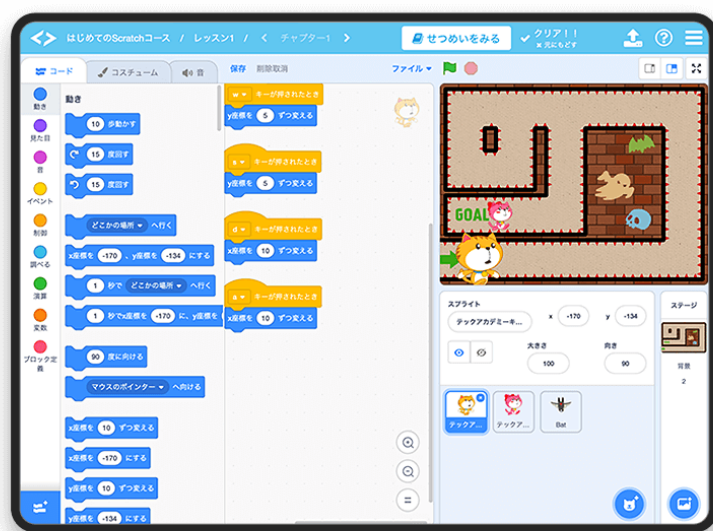 はじめてのScratchコース / レッスン1 / < チャプター1 >
せつめいをみる
クリア！！
✖ 元にもどす
コード
コスチューム
音
保存
削除取消
ファイル
動き
見た目
音
イベント
制御
調べる
演算
変数
ブロック定義
動き
10 歩動かす
15 度回す
15 度回す
どこかの場所 へ行く
x座標を -170 、y座標を -134 にする
1 秒で どこかの場所 へ行く
1 秒でx座標を -170 に、y座標を
90 度に向ける
マウスのポインター へ向ける
x座標を 10 ずつ変える
x座標を -170 にする
y座標を 10 ずつ変える
y座標を -134 にする
w キーが押されたとき
y座標を 5 ずつ変える
s キーが押されたとき
y座標を 5 ずつ変える
d キーが押されたとき
x座標を 10 ずつ変える
a キーが押されたとき
x座標を 10 ずつ変える
GOAL
スプライト
テックアカデミーキ...
x -170
y -134
大きさ
100
向き
90
テックア...
テックア...
Bat
ステージ
背景
2